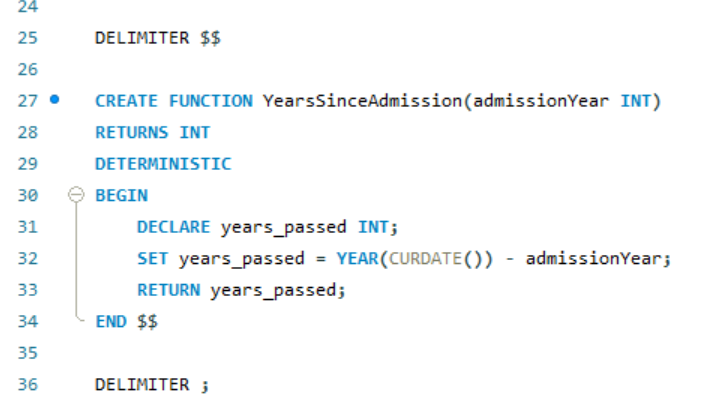 24
25 DELIMITER $$
26
27 CREATE FUNCTION YearsSinceAdmission(admissionYear INT)
28 RETURNS INT
29 DETERMINISTIC
30 BEGIN
31 DECLARE years_passed INT;
32 SET years_passed = YEAR(CURDATE()) - admissionYear;
33 RETURN years_passed;
34 END $$
35
36 DELIMITER ;